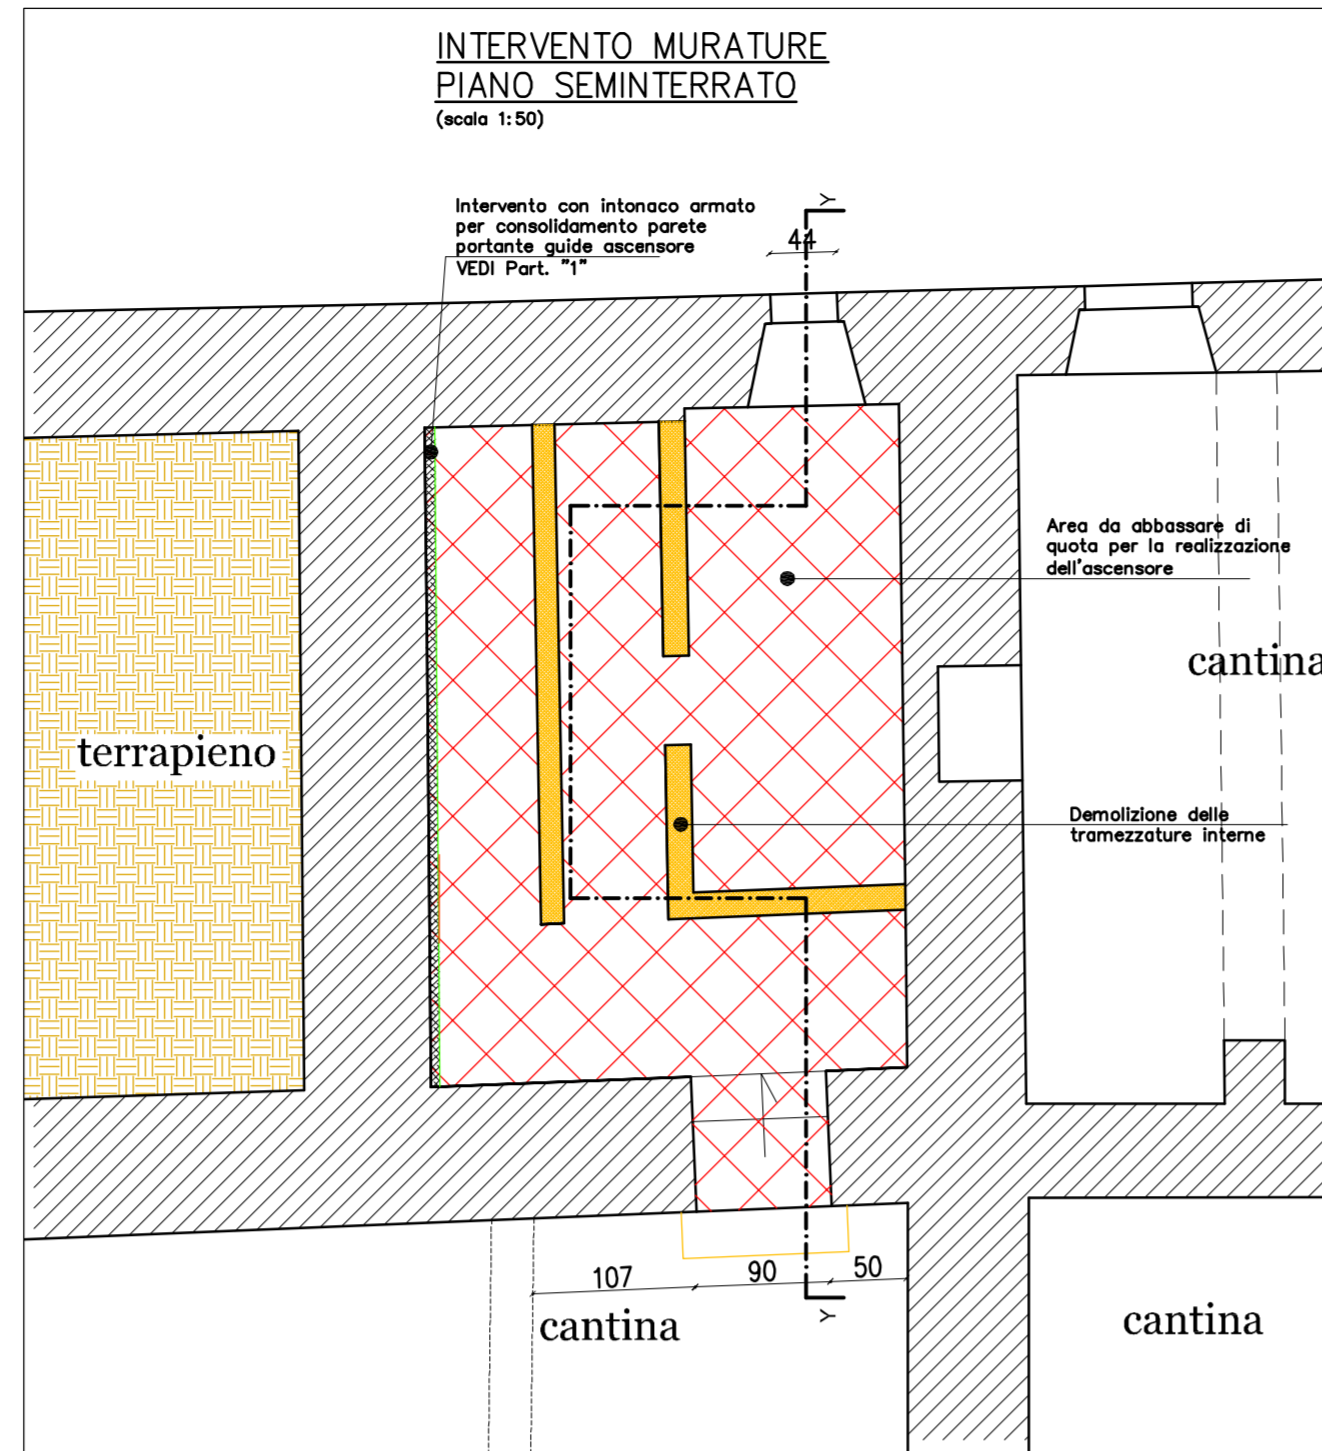 INTERVENTO MURATURE
PIANO SEMINTERRATO
(scala 1:50)
Intervento con intonaco armato
per consolidamento parete
portante guide ascensore
VEDI Part. "1"
Y
44
Area da abbassare di
quota per la realizzazione
dell'ascensore
cantina
terrapieno
Demolizione delle
tramezzature interne
107
90
50
Y
cantina
cantina